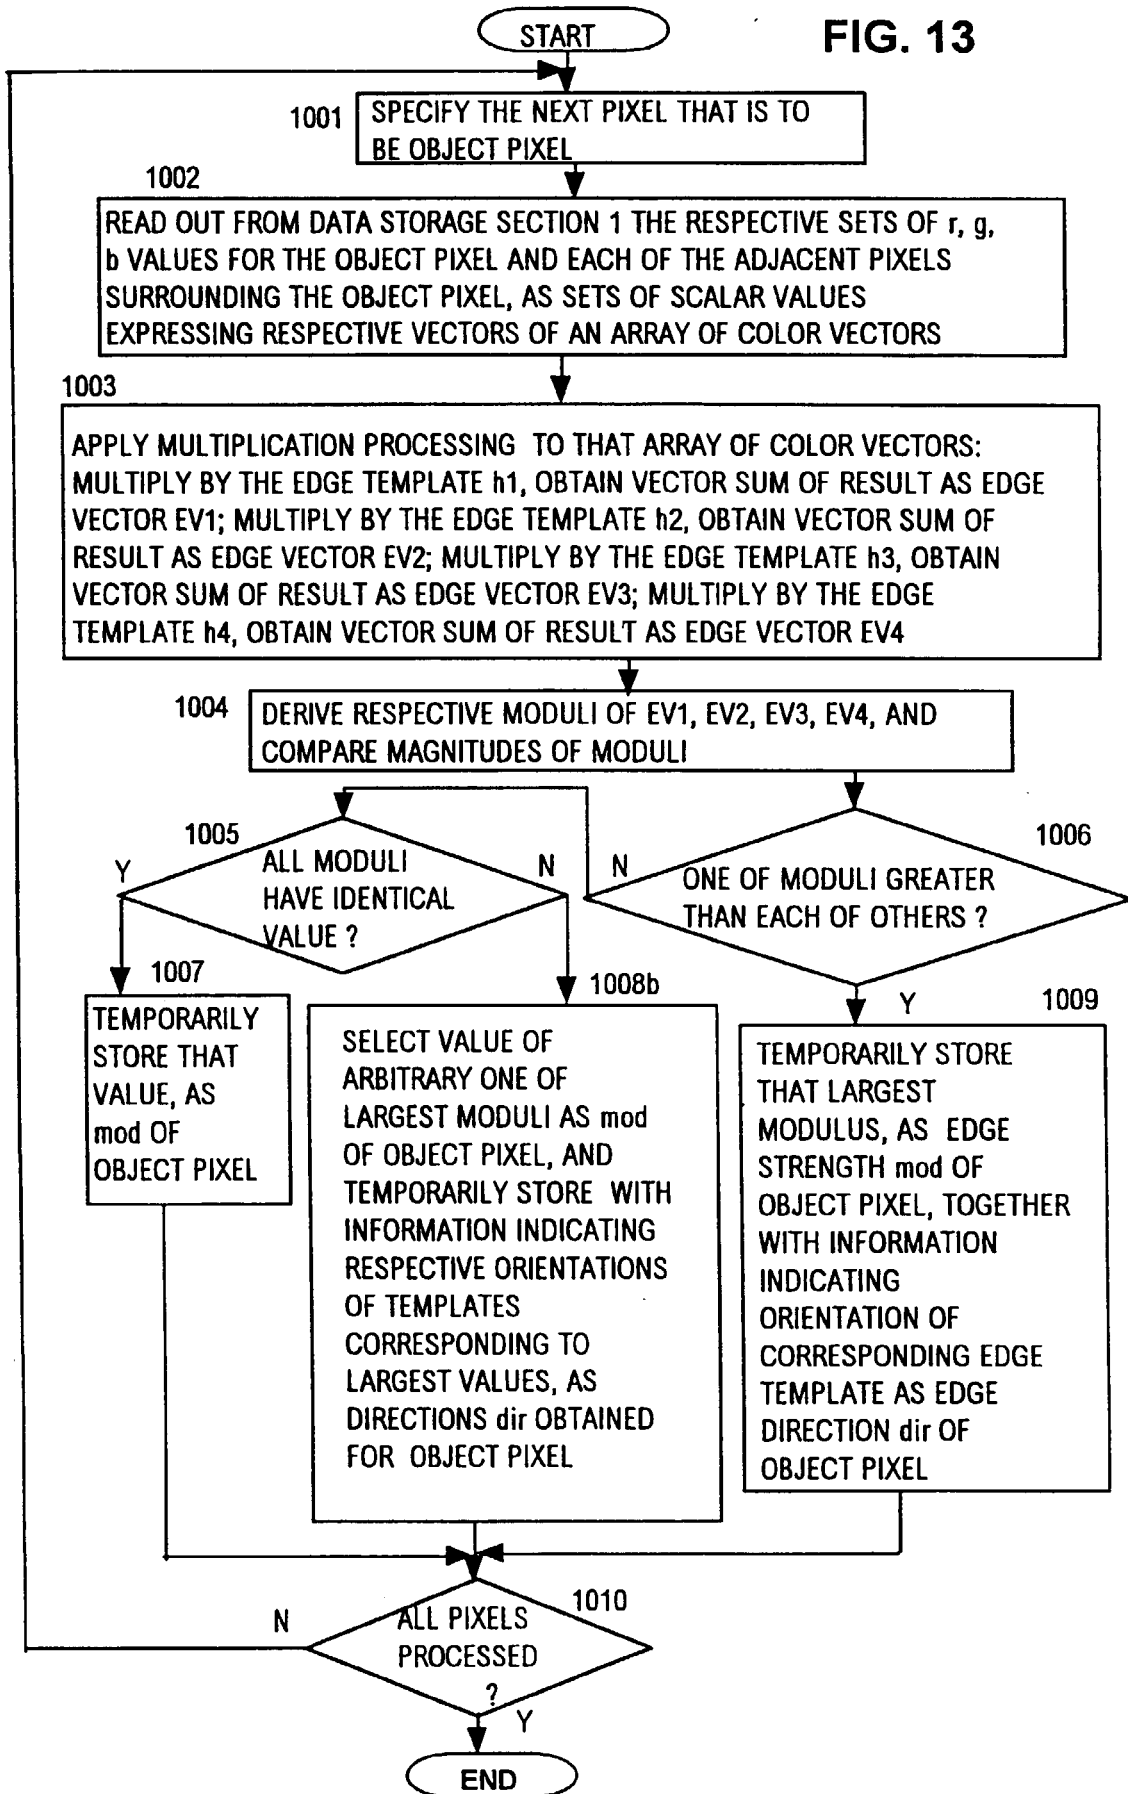 START
FIG. 13
1001
SPECIFY THE NEXT PIXEL THAT IS TO
BE OBJECT PIXEL
1002
READ OUT FROM DATA STORAGE SECTION 1 THE RESPECTIVE SETS OF r, g,
b VALUES FOR THE OBJECT PIXEL AND EACH OF THE ADJACENT PIXELS
SURROUNDING THE OBJECT PIXEL, AS SETS OF SCALAR VALUES
EXPRESSING RESPECTIVE VECTORS OF AN ARRAY OF COLOR VECTORS
1003
APPLY MULTIPLICATION PROCESSING TO THAT ARRAY OF COLOR VECTORS:
MULTIPLY BY THE EDGE TEMPLATE h1, OBTAIN VECTOR SUM OF RESULT AS EDGE
VECTOR EV1; MULTIPLY BY THE EDGE TEMPLATE h2, OBTAIN VECTOR SUM OF
RESULT AS EDGE VECTOR EV2; MULTIPLY BY THE EDGE TEMPLATE h3, OBTAIN
VECTOR SUM OF RESULT AS EDGE VECTOR EV3; MULTIPLY BY THE EDGE
TEMPLATE h4, OBTAIN VECTOR SUM OF RESULT AS EDGE VECTOR EV4
1004
DERIVE RESPECTIVE MODULI OF EV1, EV2, EV3, EV4, AND
COMPARE MAGNITUDES OF MODULI
1005
Y
ALL MODULI
HAVE IDENTICAL
VALUE ?
N
1006
N
ONE OF MODULI GREATER
THAN EACH OF OTHERS ?
Y
1007
TEMPORARILY
STORE THAT
VALUE, AS
mod OF
OBJECT PIXEL
1008b
SELECT VALUE OF
ARBITRARY ONE OF
LARGEST MODULI AS mod
OF OBJECT PIXEL, AND
TEMPORARILY STORE WITH
INFORMATION INDICATING
RESPECTIVE ORIENTATIONS
OF TEMPLATES
CORRESPONDING TO
LARGEST VALUES, AS
DIRECTIONS dir OBTAINED
FOR OBJECT PIXEL
1009
TEMPORARILY STORE
THAT LARGEST
MODULUS, AS EDGE
STRENGTH mod OF
OBJECT PIXEL, TOGETHER
WITH INFORMATION
INDICATING
ORIENTATION OF
CORRESPONDING EDGE
TEMPLATE AS EDGE
DIRECTION dir OF
OBJECT PIXEL
1010
N
ALL PIXELS
PROCESSED
?
Y
END